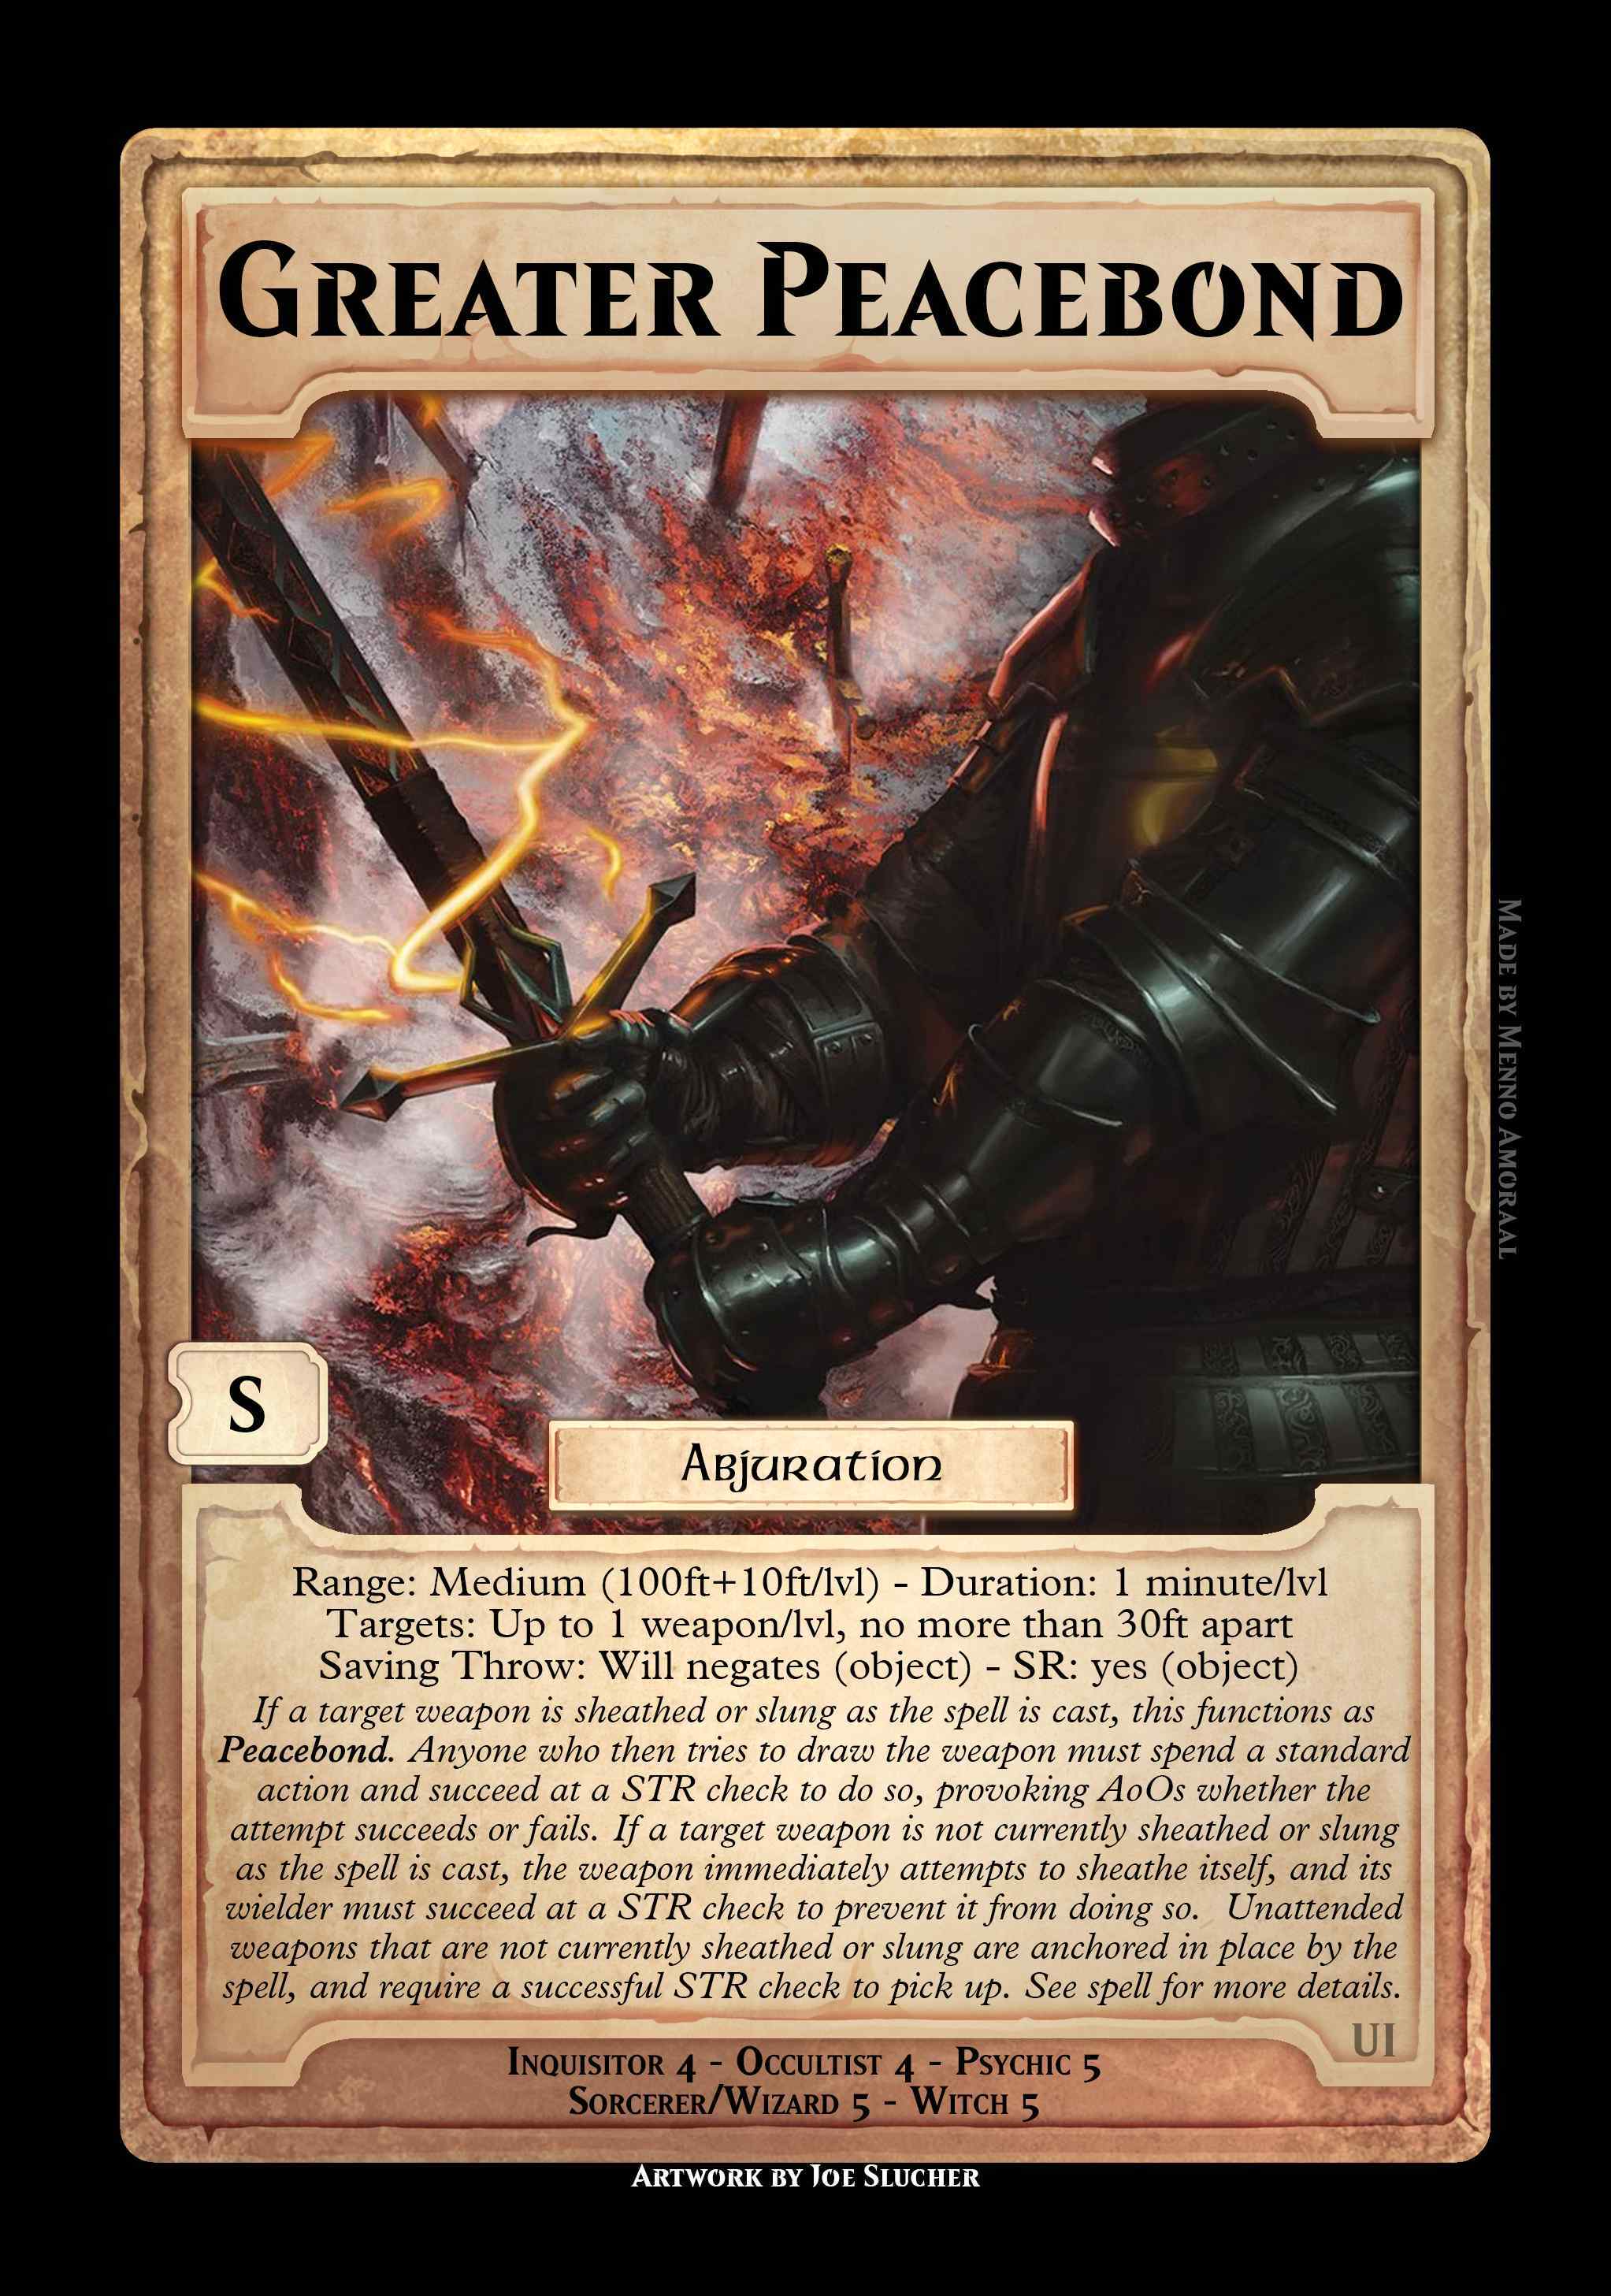 Greater Peacebond
Made by Menno Amoraal
S
Abjuration
Range: Medium (100ft+10ft/lvl) - Duration: 1 minute/lvl
Targets: Up to 1 weapon/lvl, no more than 30ft apart
Saving Throw: Will negates (object) - SR: yes (object)
If a target weapon is sheathed or slung as the spell is cast, this functions as
Peacebond. Anyone who then tries to draw the weapon must spend a standard
action and succeed at a STR check to do so, provoking AoOs whether the
attempt succeeds or fails. If a target weapon is not currently sheathed or slung
as the spell is cast, the weapon immediately attempts to sheathe itself, and its
wielder must succeed at a STR check to prevent it from doing so. Unattended
weapons that are not currently sheathed or slung are anchored in place by the
spell, and require a successful STR check to pick up. See spell for more details.
UI
Inquisitor 4 - Occultist 4 - Psychic 5
Sorcerer/Wizard 5 - Witch 5
Artwork by Joe Slucher